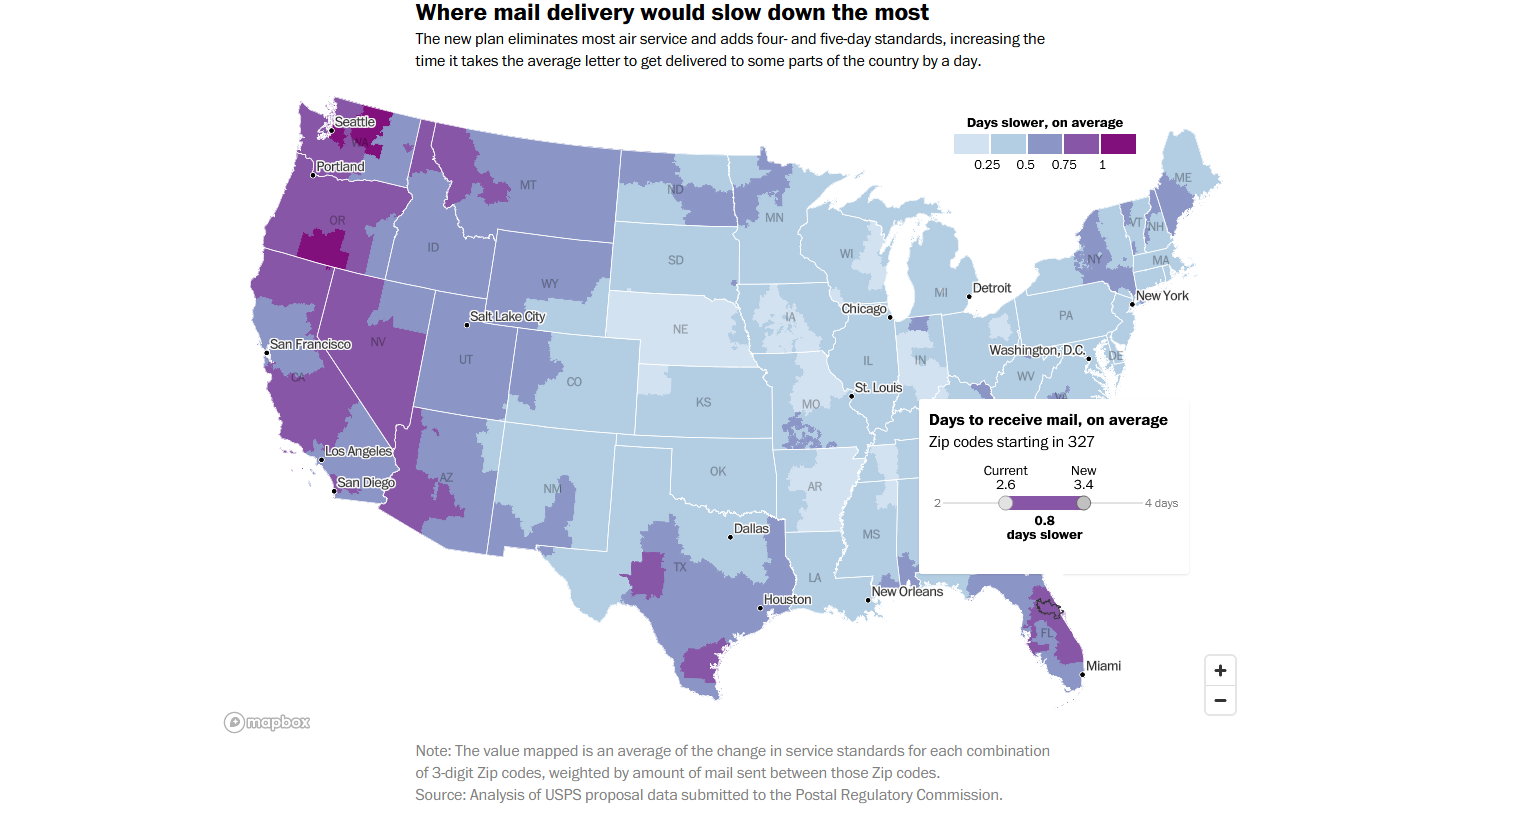 Where mail delivery would slow down the most
The new plan eliminates most air service and adds four- and five-day standards, increasing the
time it takes the average letter to get delivered to some parts of the country by a day.
Days slower, on average
0.25 0.5 0.75 1
Seattle
WA
Portland
OR
ID
MT
ND
MN
SD
WI
MI
ME
VT
NH
NY
MA
WY
NE
IA
Chicago
Detroit
New York
PA
Salt Lake City
NV
UT
San Francisco
CA
CO
KS
MO
IL
IN
St. Louis
Washington, D.C.
DE
WV
VA
Los Angeles
San Diego
AZ
NM
OK
AR
MS
Dallas
TX
LA
Houston
New Orleans
FL
Miami
Days to receive mail, on average
Zip codes starting in 327
Current New
2.6 3.4
2 4 days
0.8
days slower
+
−
mapbox
Note: The value mapped is an average of the change in service standards for each combination
of 3-digit Zip codes, weighted by amount of mail sent between those Zip codes.
Source: Analysis of USPS proposal data submitted to the Postal Regulatory Commission.